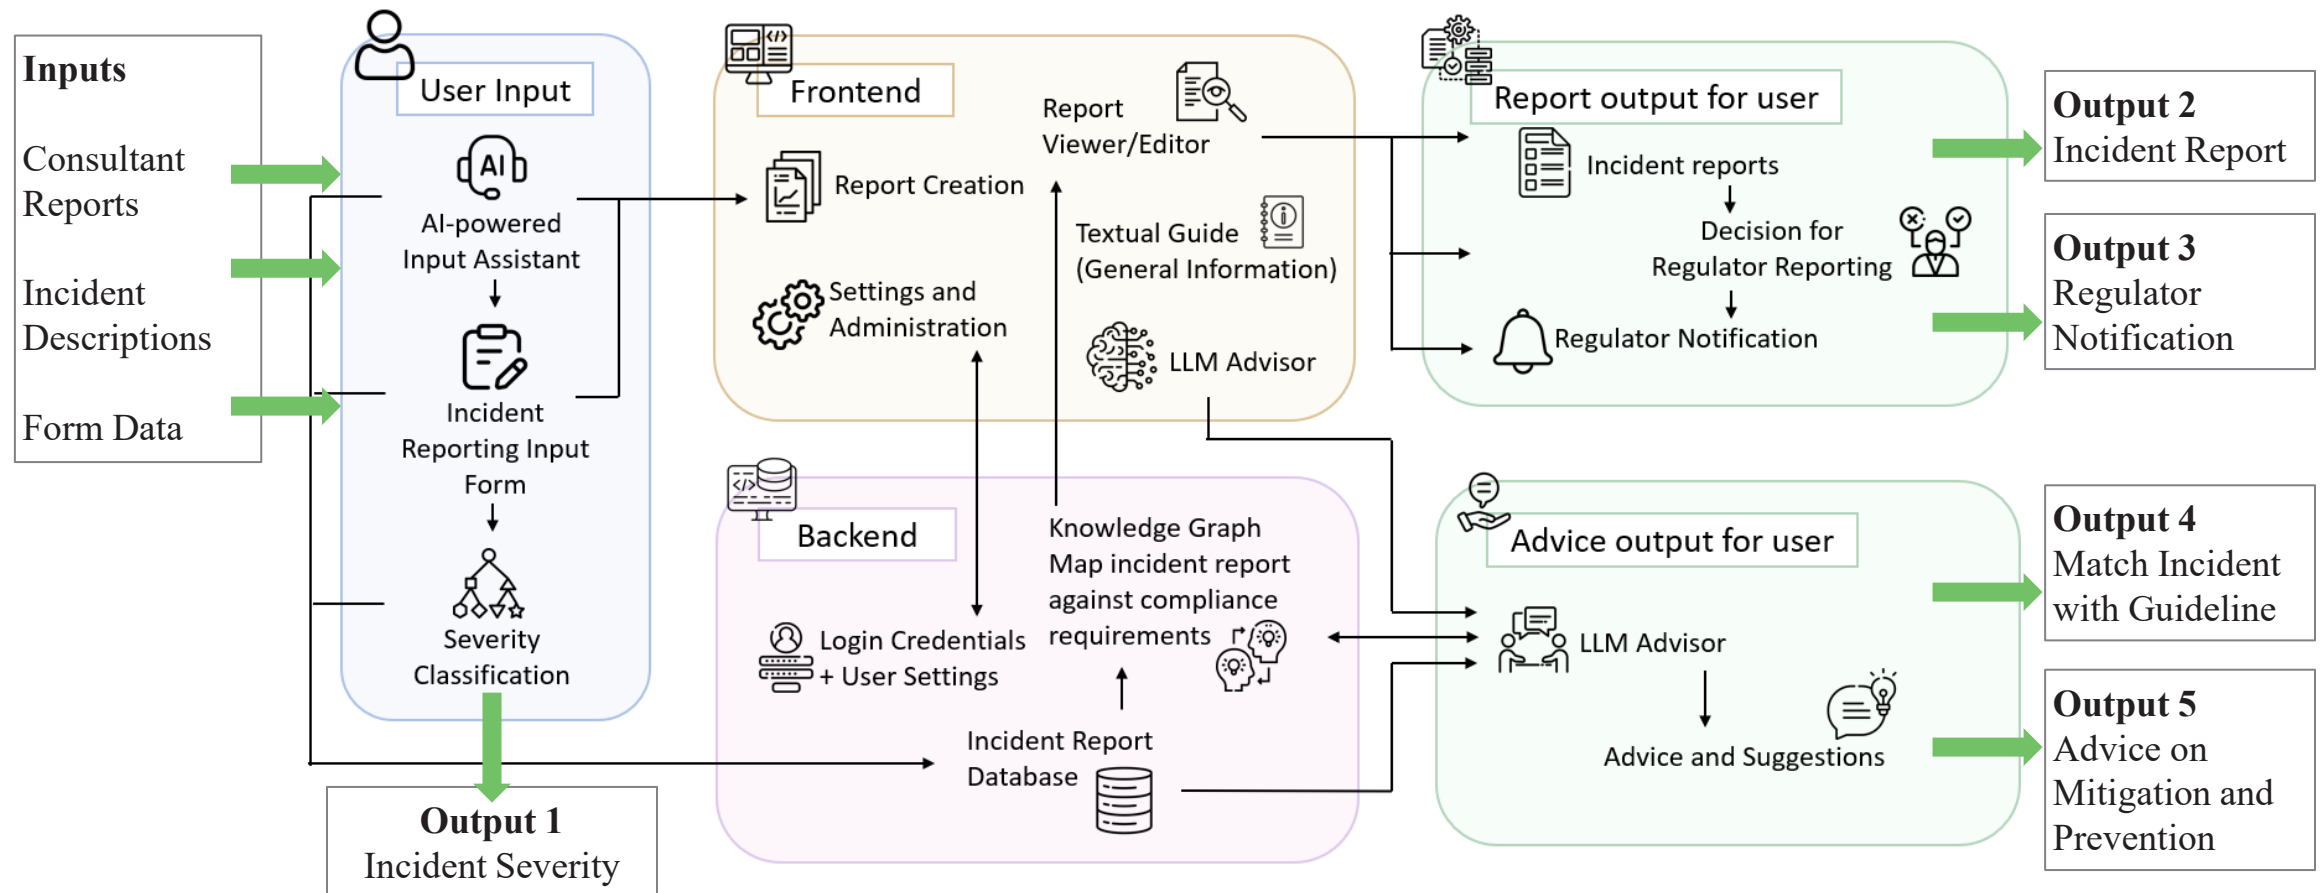 Inputs
Consultant
Reports
Incident
Descriptions
Form Data
User Input
AI
AI-powered
Input Assistant
Incident
Reporting Input
Form
Severity
Classification
Output 1
Incident Severity
</>
Frontend
Report
Viewer/Editor
Report Creation
Textual Guide
(General Information)
Settings and
Administration
LLM Advisor
</>
Backend
Knowledge Graph
Map incident report
against compliance
requirements
Login Credentials
+ User Settings
Incident Report
Database
Report output for user
Incident reports
Decision for
Regulator Reporting
Regulator Notification
Advice output for user
LLM Advisor
Advice and Suggestions
Output 2
Incident Report
Output 3
Regulator
Notification
Output 4
Match Incident
with Guideline
Output 5
Advice on
Mitigation and
Prevention